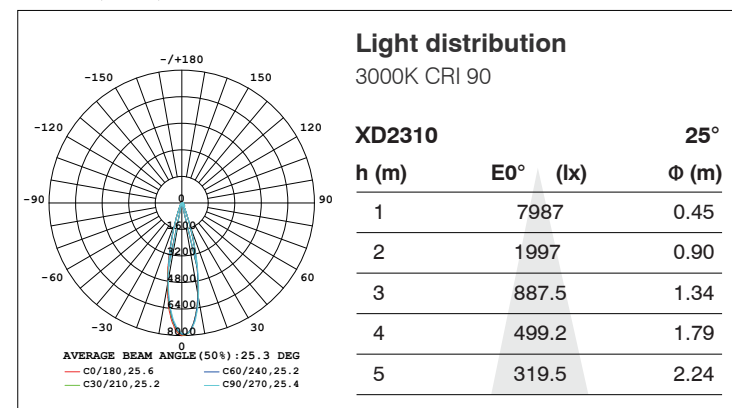 -/+180
-150 150
-120 120
-90 90
-60 60
-30 30
0
1600
3200
4800
6400
8000
0
AVERAGE BEAM ANGLE(50%):25.3 DEG
C0/180,25.6 C60/240,25.2
C30/210,25.2 C90/270,25.4
Light distribution
3000K CRI 90
XD2310 25°
h (m) E0° (lx) Φ (m)
1 7987 0.45
2 1997 0.90
3 887.5 1.34
4 499.2 1.79
5 319.5 2.24